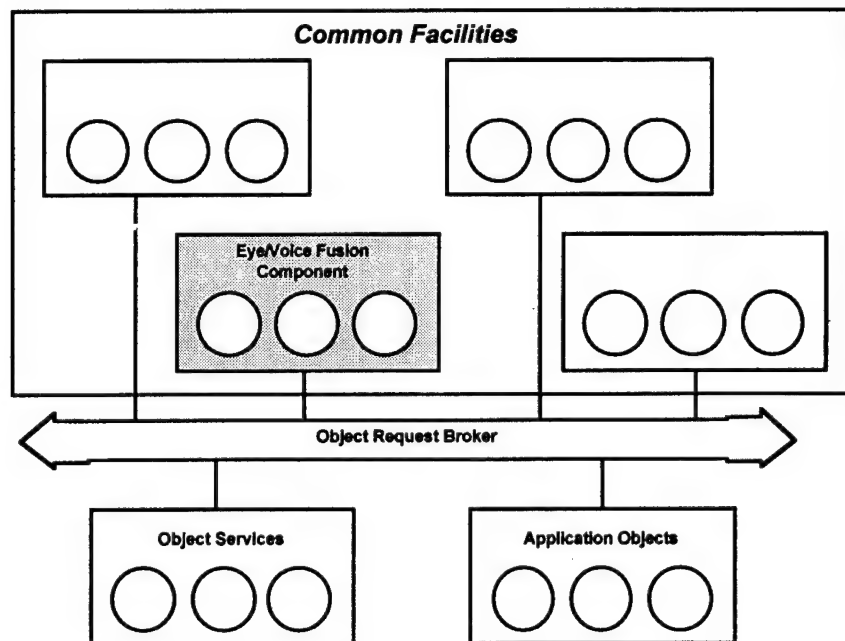 Common Facilities
Eye/Voice Fusion
Component
Object Request Broker
Object Services
Application Objects